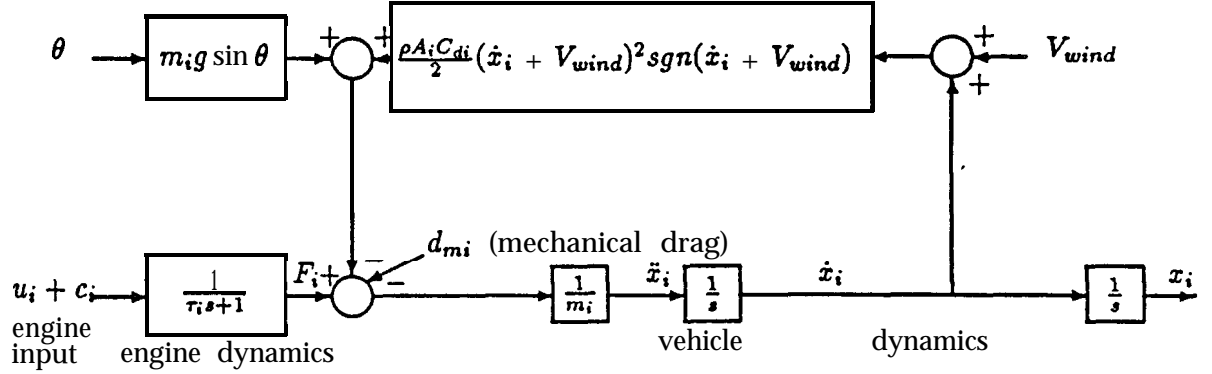 θ
m_i g sin θ
+
+
ρA_iC_di/2 (ẋ_i + V_wind)^2 sgn(ẋ_i + V_wind)
+
+
V_wind
u_i + c_i
engine
input
1/(τ_i s+1)
engine dynamics
F_i
+
−
−
d_mi (mechanical drag)
1/m_i
ẍ_i
1/s
vehicle
ẋ_i
dynamics
1/s
x_i